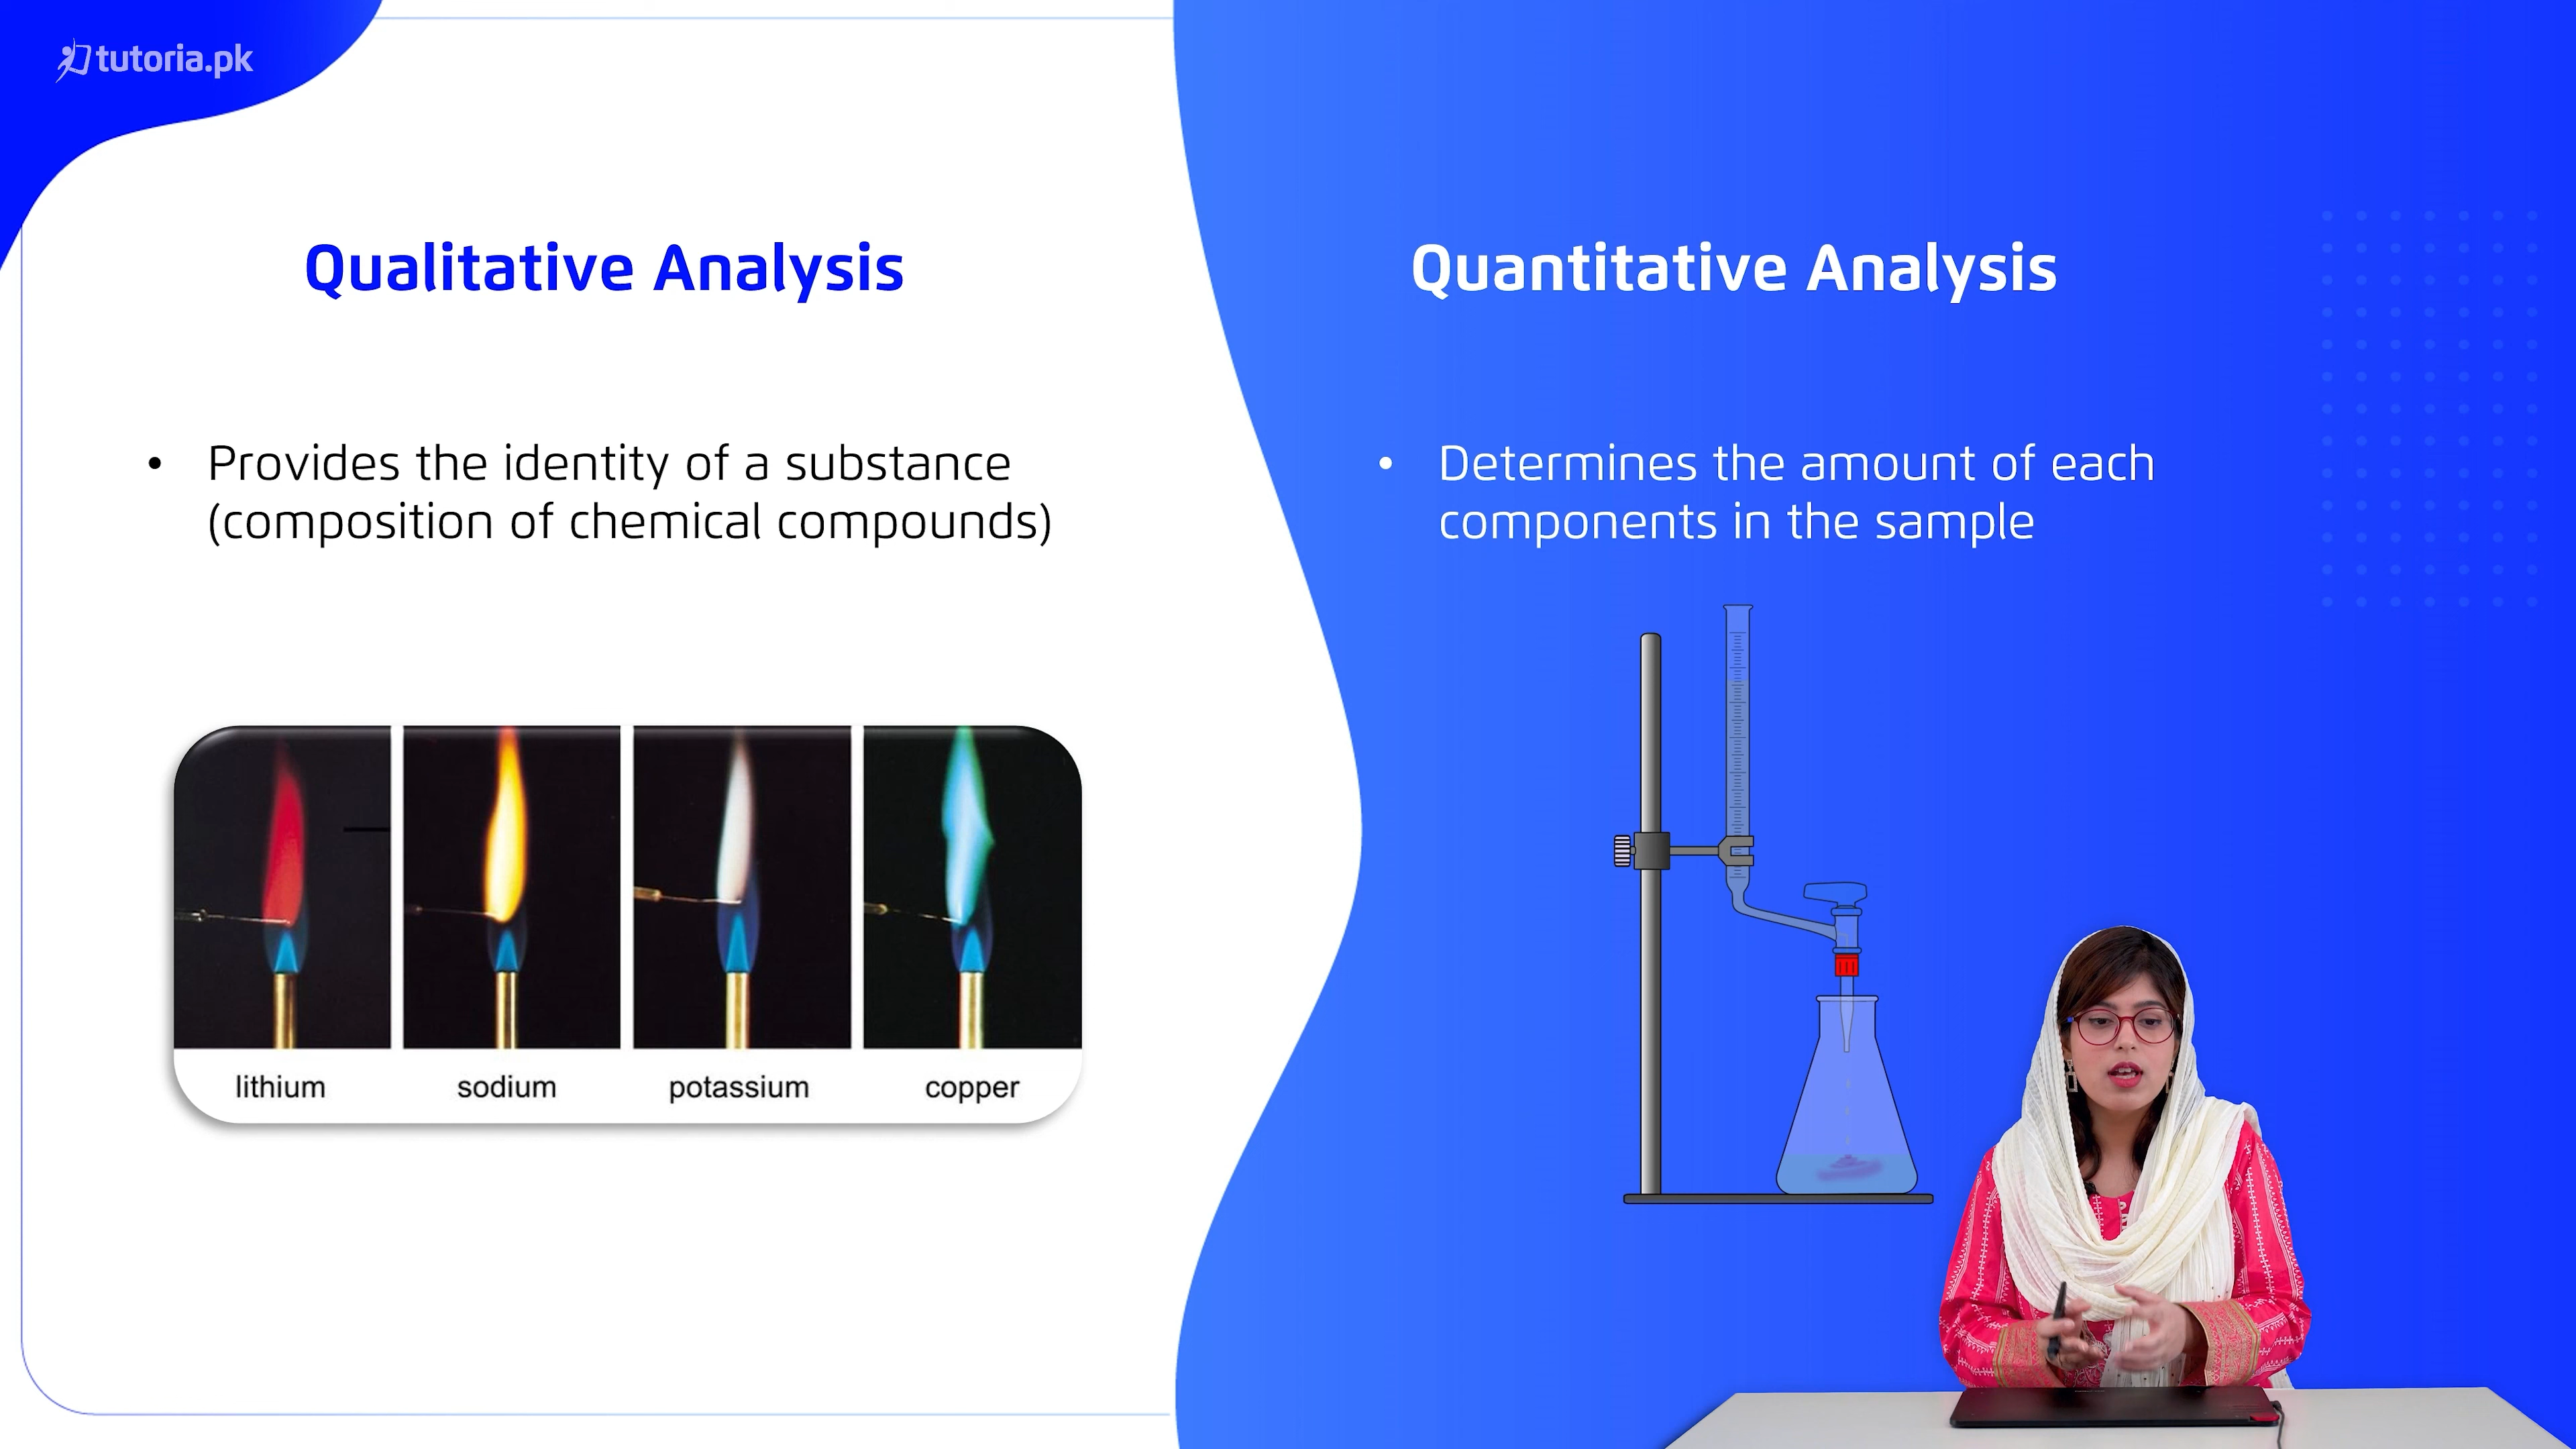 tutoria.pk
Qualitative Analysis
• Provides the identity of a substance
(composition of chemical compounds)
lithium
sodium
potassium
copper
Quantitative Analysis
• Determines the amount of each
components in the sample